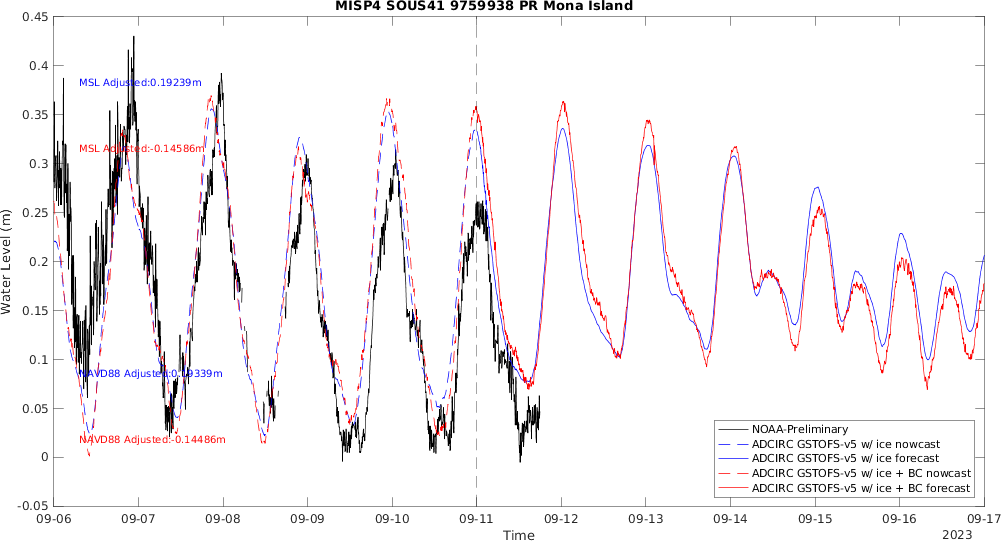 MISP4 SOUS41 9759938 PR Mona Island
0.45
0.4
0.35
0.3
0.25
0.2
0.15
0.1
0.05
0
-0.05
Water Level (m)
MSL Adjusted:0.19239m
MSL Adjusted:-0.14586m
NAVD88 Adjusted:0.19339m
NAVD88 Adjusted:-0.14486m
NOAA-Preliminary
ADCIRC GSTOFS-v5 w/ ice nowcast
ADCIRC GSTOFS-v5 w/ ice forecast
ADCIRC GSTOFS-v5 w/ ice + BC nowcast
ADCIRC GSTOFS-v5 w/ ice + BC forecast
09-06 09-07 09-08 09-09 09-10 09-11 09-12 09-13 09-14 09-15 09-16 09-17
Time
2023